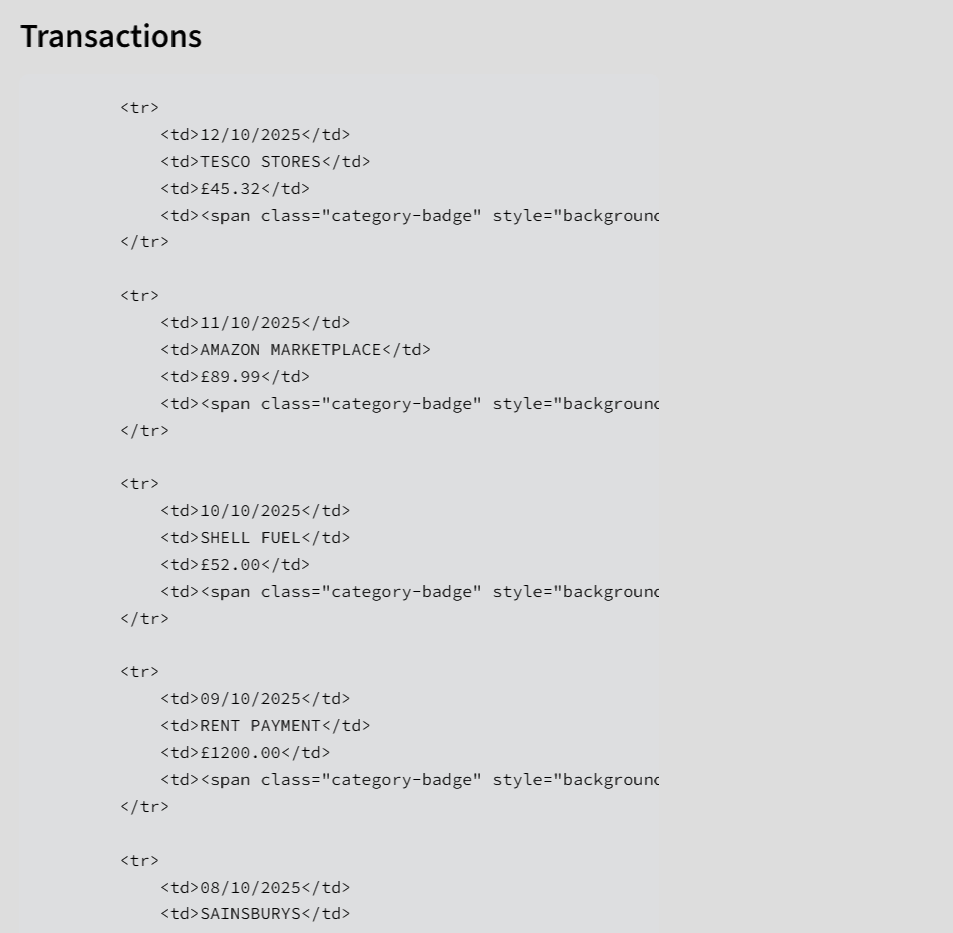 Transactions
<tr>
<td>12/10/2025</td>
<td>TESCO STORES</td>
<td>£45.32</td>
<td><span class="category-badge" style="background
</tr>
<tr>
<td>11/10/2025</td>
<td>AMAZON MARKETPLACE</td>
<td>£89.99</td>
<td><span class="category-badge" style="background
</tr>
<tr>
<td>10/10/2025</td>
<td>SHELL FUEL</td>
<td>£52.00</td>
<td><span class="category-badge" style="background
</tr>
<tr>
<td>09/10/2025</td>
<td>RENT PAYMENT</td>
<td>£1200.00</td>
<td><span class="category-badge" style="background
</tr>
<tr>
<td>08/10/2025</td>
<td>SAINSBURYS</td>